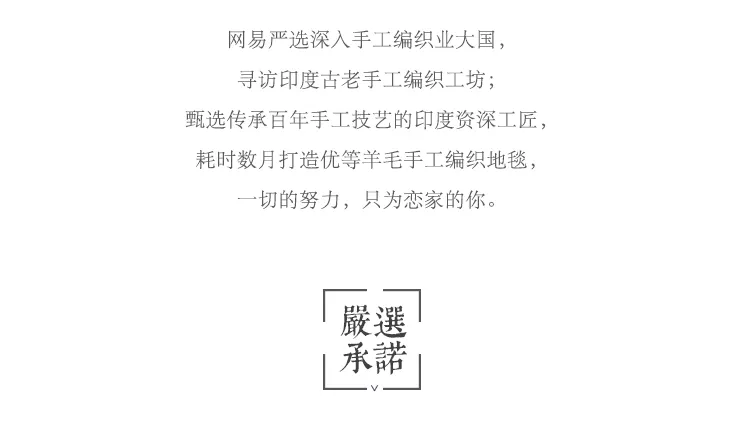 网易严选深入手工编织业大国，
寻访印度古老手工编织工坊；
甄选传承百年手工技艺的印度资深工匠，
耗时数月打造优等羊毛手工编织地毯，
一切的努力，只为恋家的你。
嚴選
承諾